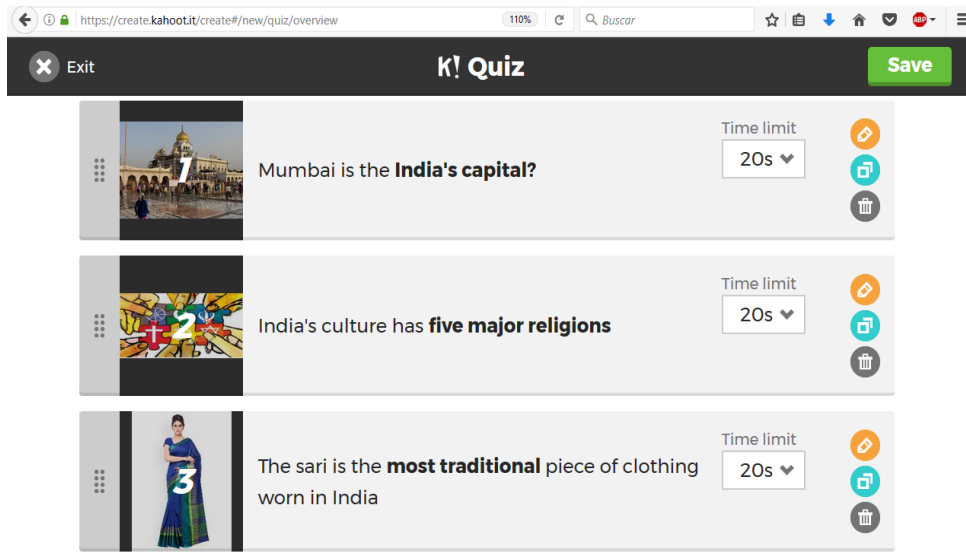 https://create.kahoot.it/create#/new/quiz/overview 110% Buscar ABP
Exit K! Quiz Save
1 Mumbai is the India's capital? Time limit
20s
2 India's culture has five major religions Time limit
20s
3 The sari is the most traditional piece of clothing Time limit
worn in India 20s